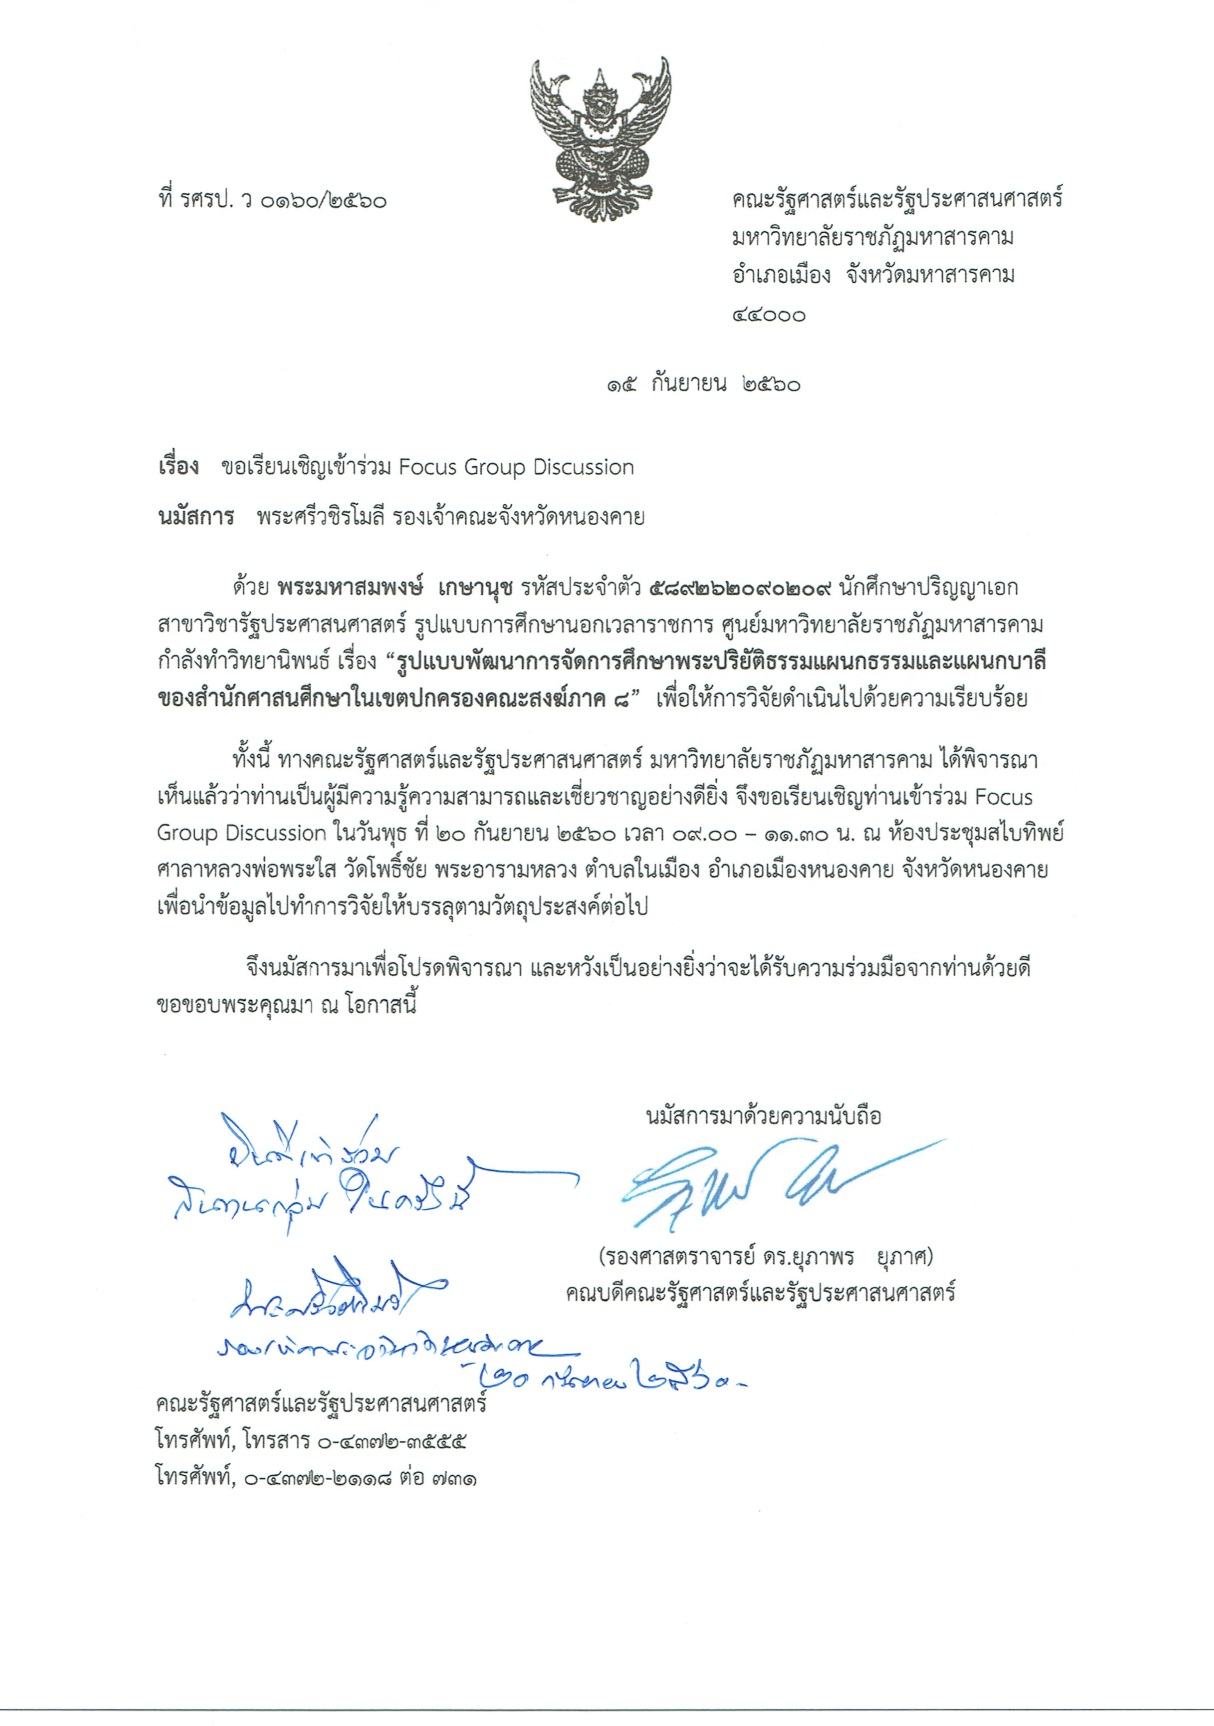 ที่ รศรป. ว ๐๑๖๐/๒๕๖๐
คณะรัฐศาสตร์และรัฐประศาสนศาสตร์
มหาวิทยาลัยราชภัฏมหาสารคาม
อำเภอเมือง จังหวัดมหาสารคาม
๔๔๐๐๐
๑๕ กันยายน ๒๕๖๐
เรื่อง ขอเรียนเชิญเข้าร่วม Focus Group Discussion
นมัสการ พระศรีวชิรโมลี รองเจ้าคณะจังหวัดหนองคาย
ด้วย พระมหาสมพงษ์ เกษานุช รหัสประจำตัว ๕๘๙๒๖๒๐๙๐๒๐๙ นักศึกษาปริญญาเอก
สาขาวิชารัฐประศาสนศาสตร์ รูปแบบการศึกษานอกเวลาราชการ ศูนย์มหาวิทยาลัยราชภัฏมหาสารคาม
กำลังทำวิทยานิพนธ์ เรื่อง “รูปแบบพัฒนาการจัดการศึกษาพระปริยัติธรรมแผนกธรรมและแผนกบาลี
ของสำนักศาสนศึกษาในเขตปกครองคณะสงฆ์ภาค ๘” เพื่อให้การวิจัยดำเนินไปด้วยความเรียบร้อย
ทั้งนี้ ทางคณะรัฐศาสตร์และรัฐประศาสนศาสตร์ มหาวิทยาลัยราชภัฏมหาสารคาม ได้พิจารณา
เห็นแล้วว่าท่านเป็นผู้มีความรู้ความสามารถและเชี่ยวชาญอย่างดียิ่ง จึงขอเรียนเชิญท่านเข้าร่วม Focus
Group Discussion ในวันพุธ ที่ ๒๐ กันยายน ๒๕๖๐ เวลา ๐๙.๐๐ – ๑๑.๓๐ น. ณ ห้องประชุมสไบทิพย์
ศาลาหลวงพ่อพระใส วัดโพธิ์ชัย พระอารามหลวง ตำบลในเมือง อำเภอเมืองหนองคาย จังหวัดหนองคาย
เพื่อนำข้อมูลไปทำการวิจัยให้บรรลุตามวัตถุประสงค์ต่อไป
จึงนมัสการมาเพื่อโปรดพิจารณา และหวังเป็นอย่างยิ่งว่าจะได้รับความร่วมมือจากท่านด้วยดี
ขอขอบพระคุณมา ณ โอกาสนี้
นมัสการมาด้วยความนับถือ
ยินดีเข้าร่วม
สนทนากลุ่ม ในครั้งนี้
(รองศาสตราจารย์ ดร.ยุภาพร ยุภาศ)
คณบดีคณะรัฐศาสตร์และรัฐประศาสนศาสตร์
๒๐ กันยายน ๒๕๖๐
คณะรัฐศาสตร์และรัฐประศาสนศาสตร์
โทรศัพท์, โทรสาร ๐-๔๓๗๒-๓๕๕๕
โทรศัพท์, ๐-๔๓๗๒-๒๑๑๘ ต่อ ๗๓๑